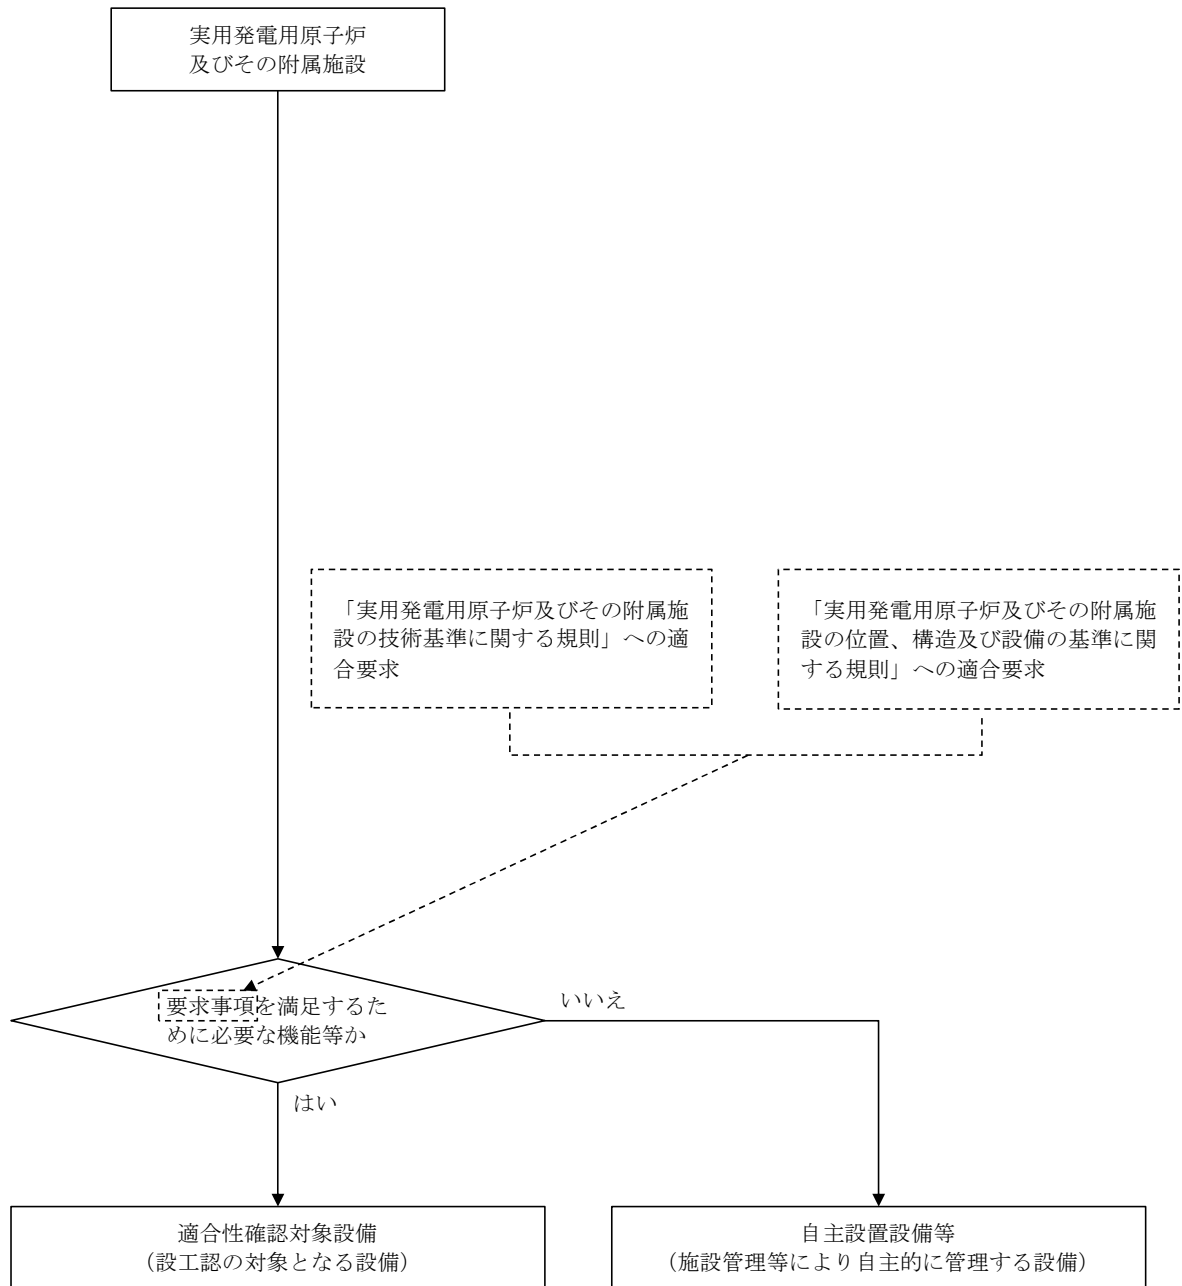 実用発電用原子炉
及びその附属施設
「実用発電用原子炉及びその附属施
設の技術基準に関する規則」への適
合要求
「実用発電用原子炉及びその附属施
設の位置、構造及び設備の基準に関
する規則」への適合要求
要求事項を満足するた
めに必要な機能等か
いいえ
はい
適合性確認対象設備
（設工認の対象となる設備）
自主設置設備等
（施設管理等により自主的に管理する設備）